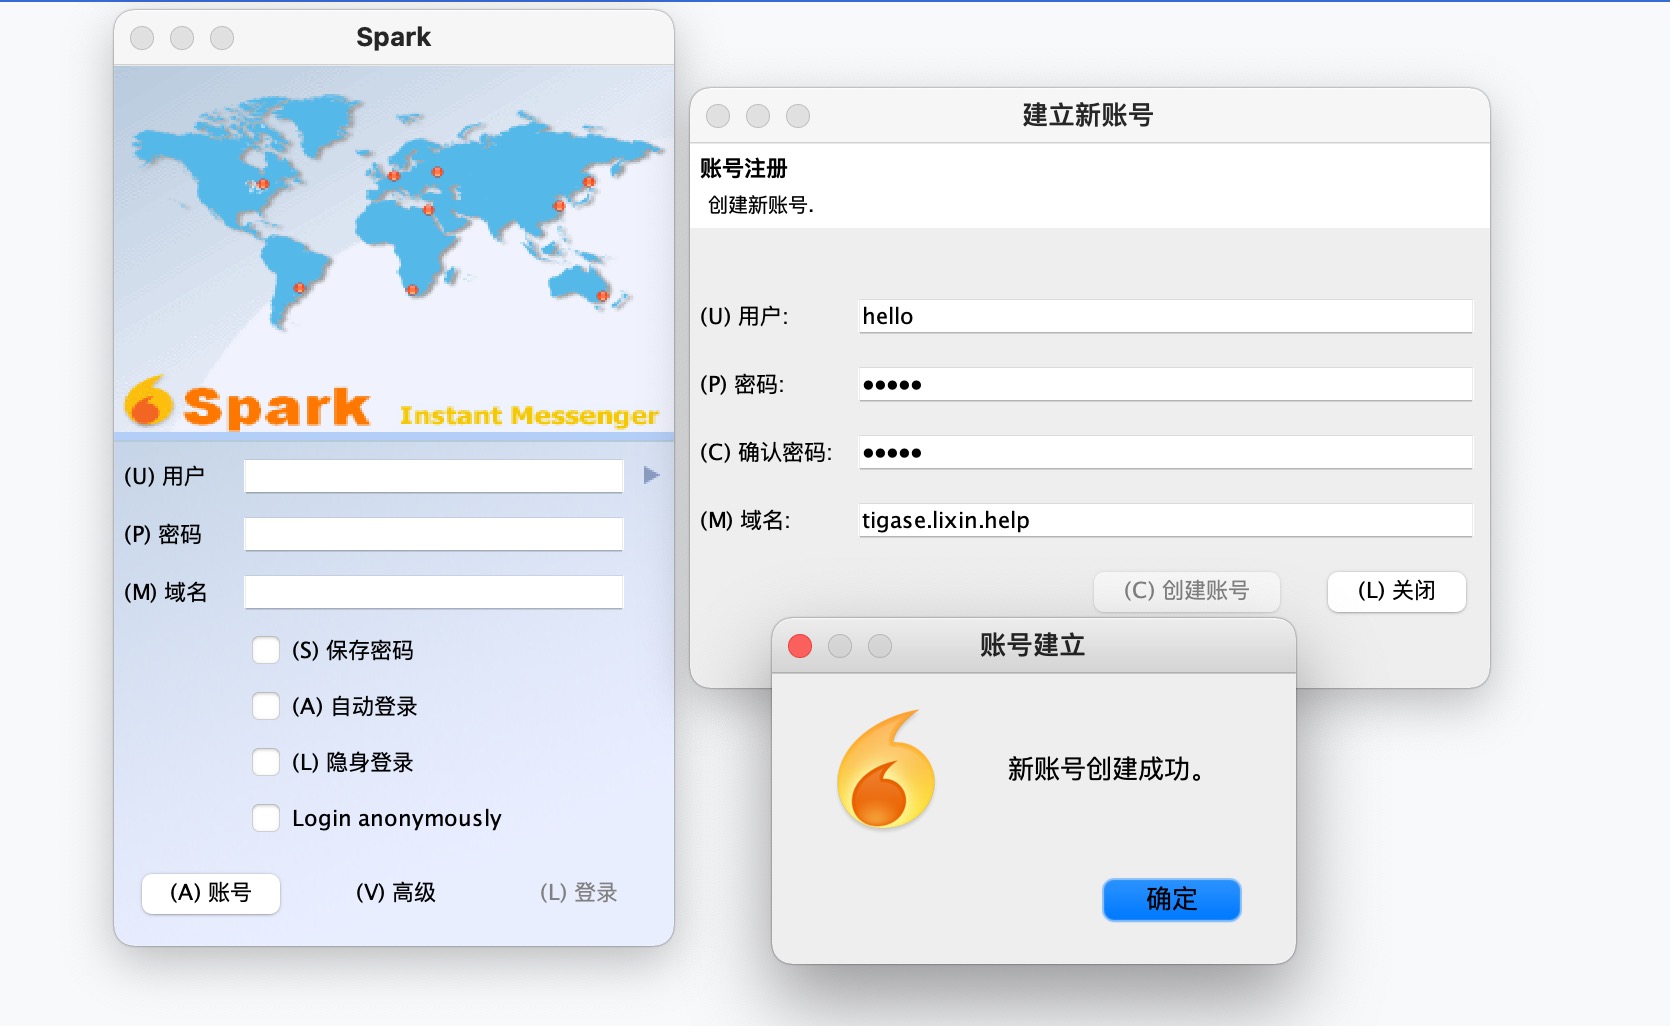 Spark
Spark Instant Messenger
(U) 用户
(P) 密码
(M) 域名
(S) 保存密码
(A) 自动登录
(L) 隐身登录
Login anonymously
(A) 账号
(V) 高级
(L) 登录
建立新账号
账号注册
创建新账号.
(U) 用户: hello
(P) 密码: •••••
(C) 确认密码: •••••
(M) 域名: tigase.lixin.help
(C) 创建账号
(L) 关闭
账号建立
新账号创建成功。
确定